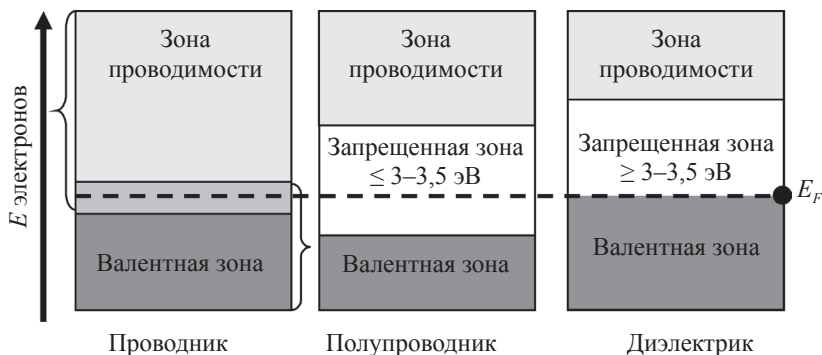 E электронов
Зона
проводимости
Валентная зона
Проводник
Зона
проводимости
Запрещенная зона
≤ 3–3,5 эВ
Валентная зона
Полупроводник
Зона
проводимости
Запрещенная зона
≥ 3–3,5 эВ
Валентная зона
Диэлектрик
E_F